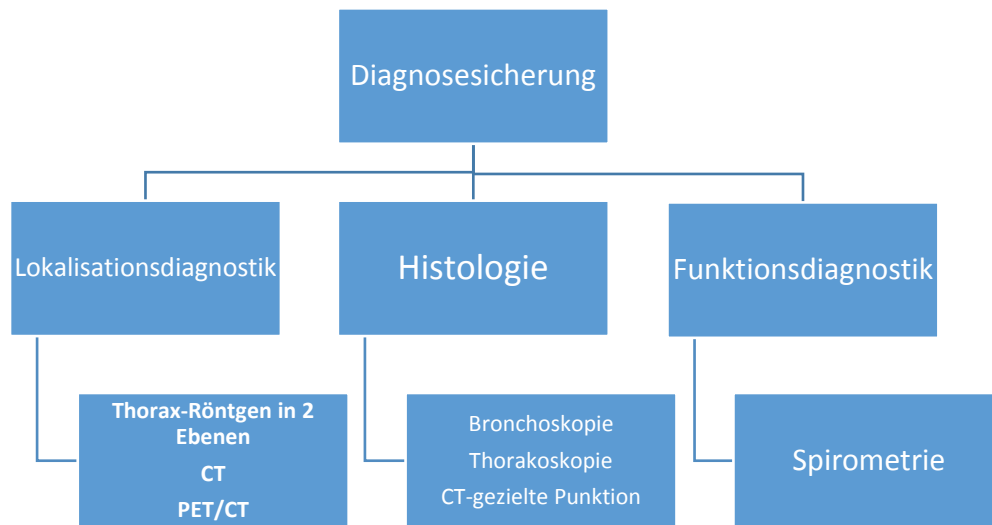 Diagnosesicherung
Lokalisationsdiagnostik
Histologie
Funktionsdiagnostik
Thorax-Röntgen in 2
Ebenen
CT
PET/CT
Bronchoskopie
Thorakoskopie
CT-gezielte Punktion
Spirometrie